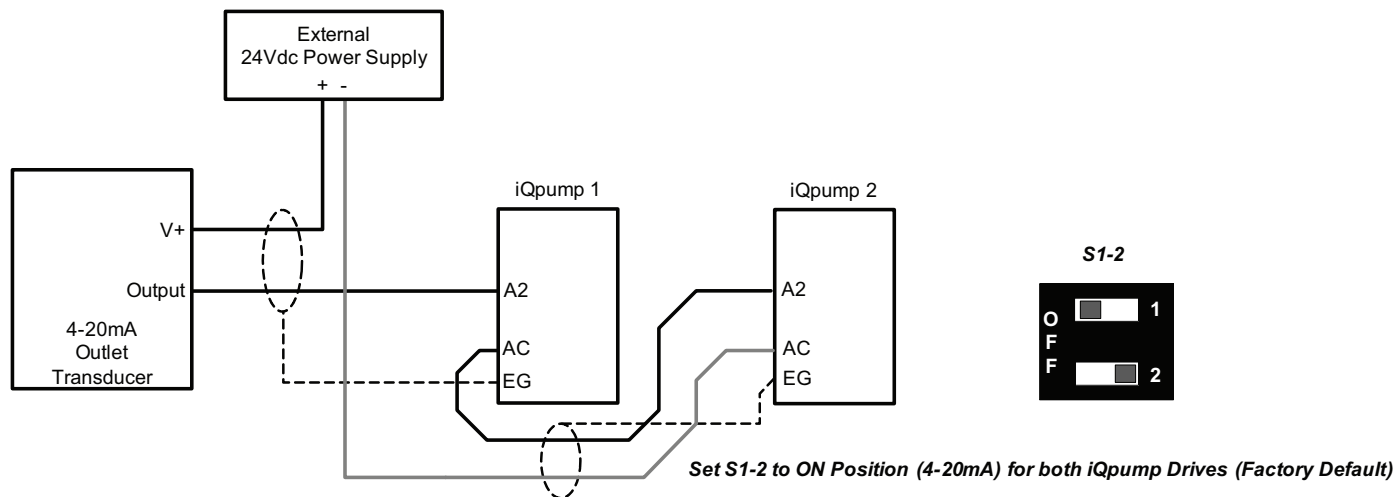 External
24Vdc Power Supply
+ -
V+
Output
4-20mA
Outlet
Transducer
iQpump 1
A2
AC
EG
iQpump 2
A2
AC
EG
S1-2
OFF
1
2
Set S1-2 to ON Position (4-20mA) for both iQpump Drives (Factory Default)